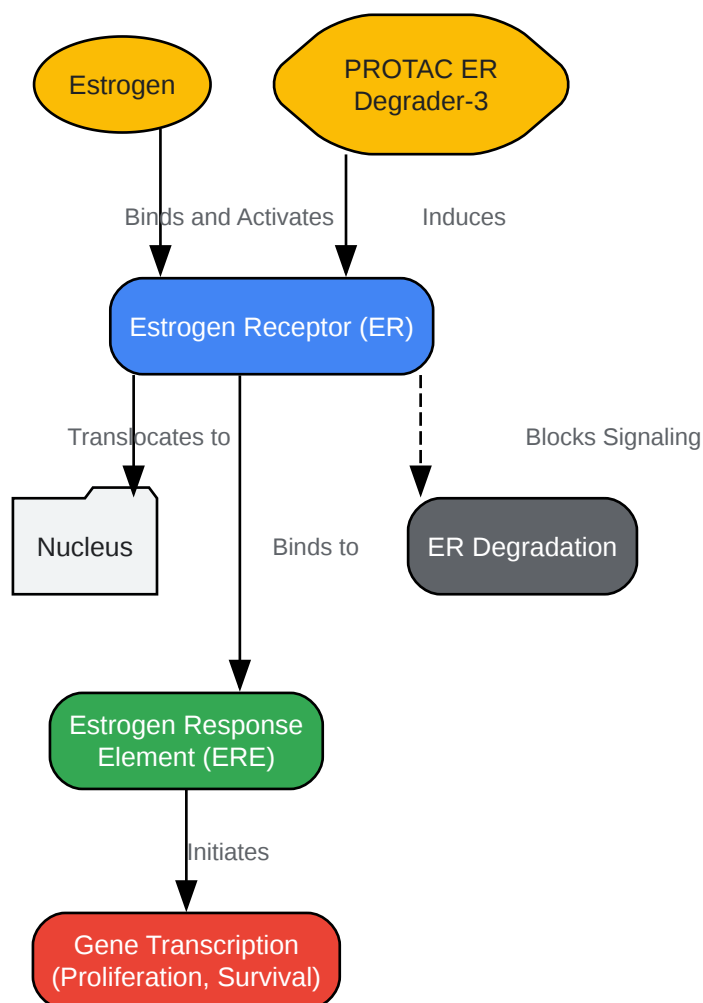 Estrogen
PROTAC ER
Degrader-3
Binds and Activates
Induces
Estrogen Receptor (ER)
Translocates to
Blocks Signaling
Nucleus
Binds to
ER Degradation
Estrogen Response
Element (ERE)
Initiates
Gene Transcription
(Proliferation, Survival)